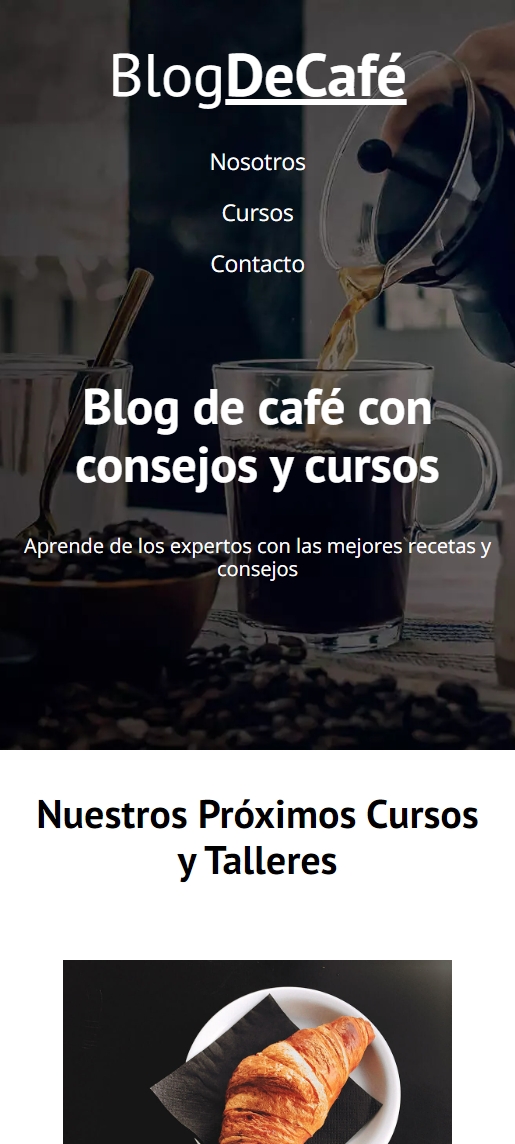 BlogDeCafé
Nosotros
Cursos
Contacto
Blog de café con
consejos y cursos
Aprende de los expertos con las mejores recetas y
consejos
Nuestros Próximos Cursos
y Talleres